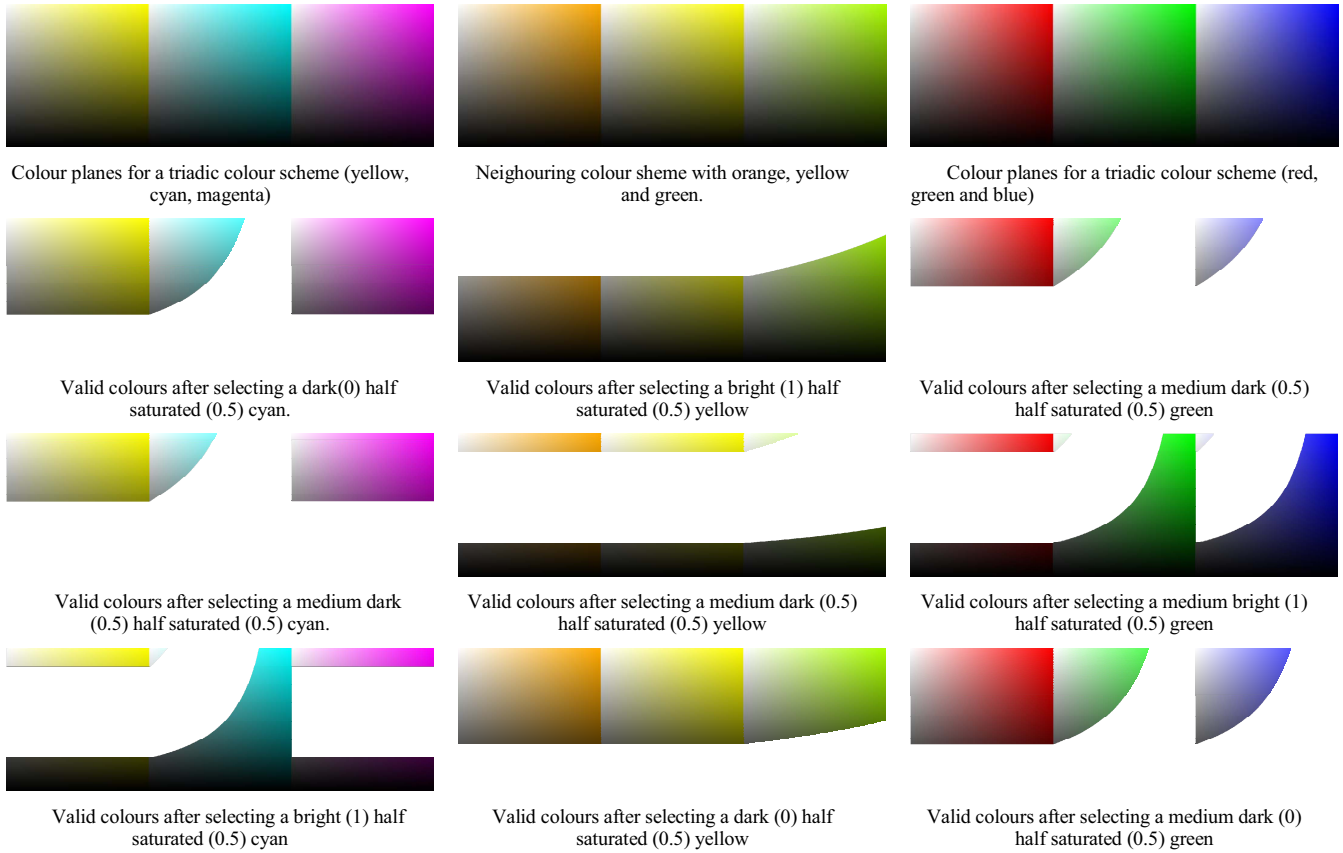 Colour planes for a triadic colour scheme (yellow,
cyan, magenta)
Neighouring colour sheme with orange, yellow
and green.
Colour planes for a triadic colour scheme (red,
green and blue)
Valid colours after selecting a dark(0) half
saturated (0.5) cyan.
Valid colours after selecting a bright (1) half
saturated (0.5) yellow
Valid colours after selecting a medium dark (0.5)
half saturated (0.5) green
Valid colours after selecting a medium dark
(0.5) half saturated (0.5) cyan.
Valid colours after selecting a medium dark (0.5)
half saturated (0.5) yellow
Valid colours after selecting a medium bright (1)
half saturated (0.5) green
Valid colours after selecting a bright (1) half
saturated (0.5) cyan
Valid colours after selecting a dark (0) half
saturated (0.5) yellow
Valid colours after selecting a medium dark (0)
half saturated (0.5) green